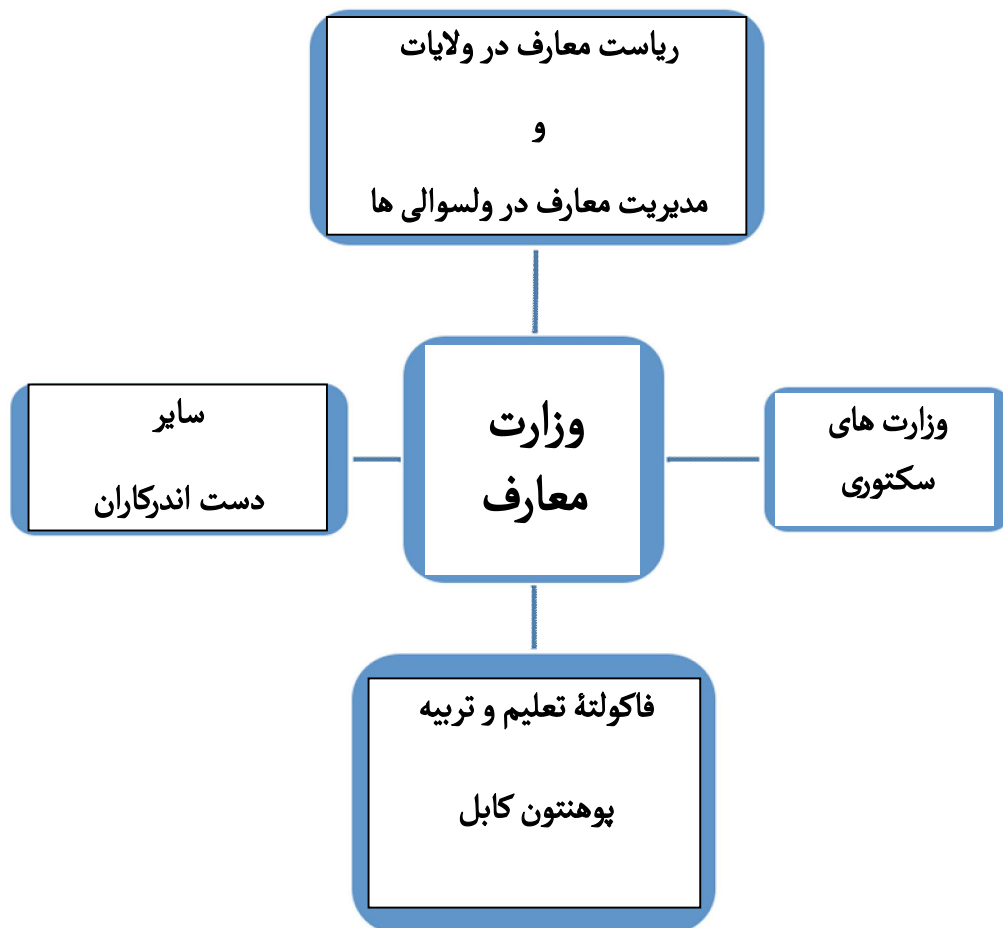 ریاست معارف در ولایات
و
مدیریت معارف در ولسوالی ها
وزارت های
سکتوری
وزارت
معارف
سایر
دست اندرکاران
فاکولتۀ تعلیم و تربیه
پوهنتون کابل